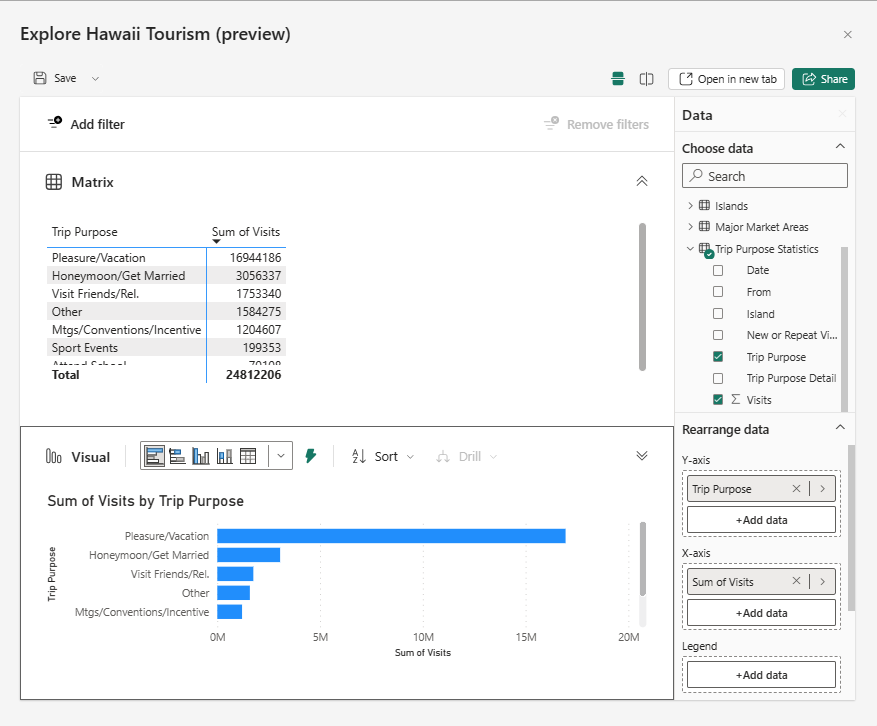 Explore Hawaii Tourism (preview)
Save
Open in new tab
Share
Add filter
Remove filters
Matrix
Trip Purpose Sum of Visits
Pleasure/Vacation 16944186
Honeymoon/Get Married 3056337
Visit Friends/Rel. 1753340
Other 1584275
Mtgs/Conventions/Incentive 1204607
Sport Events 199353
Attend School 70108
Total 24812206
Visual
Sort
Drill
Sum of Visits by Trip Purpose
Trip Purpose
Pleasure/Vacation
Honeymoon/Get Married
Visit Friends/Rel.
Other
Mtgs/Conventions/Incentive
0M 5M 10M 15M 20M
Sum of Visits
Data
Choose data
Search
Islands
Major Market Areas
Trip Purpose Statistics
Date
From
Island
New or Repeat Vi...
Trip Purpose
Trip Purpose Detail
Σ Visits
Rearrange data
Y-axis
Trip Purpose
+Add data
X-axis
Sum of Visits
+Add data
Legend
+Add data